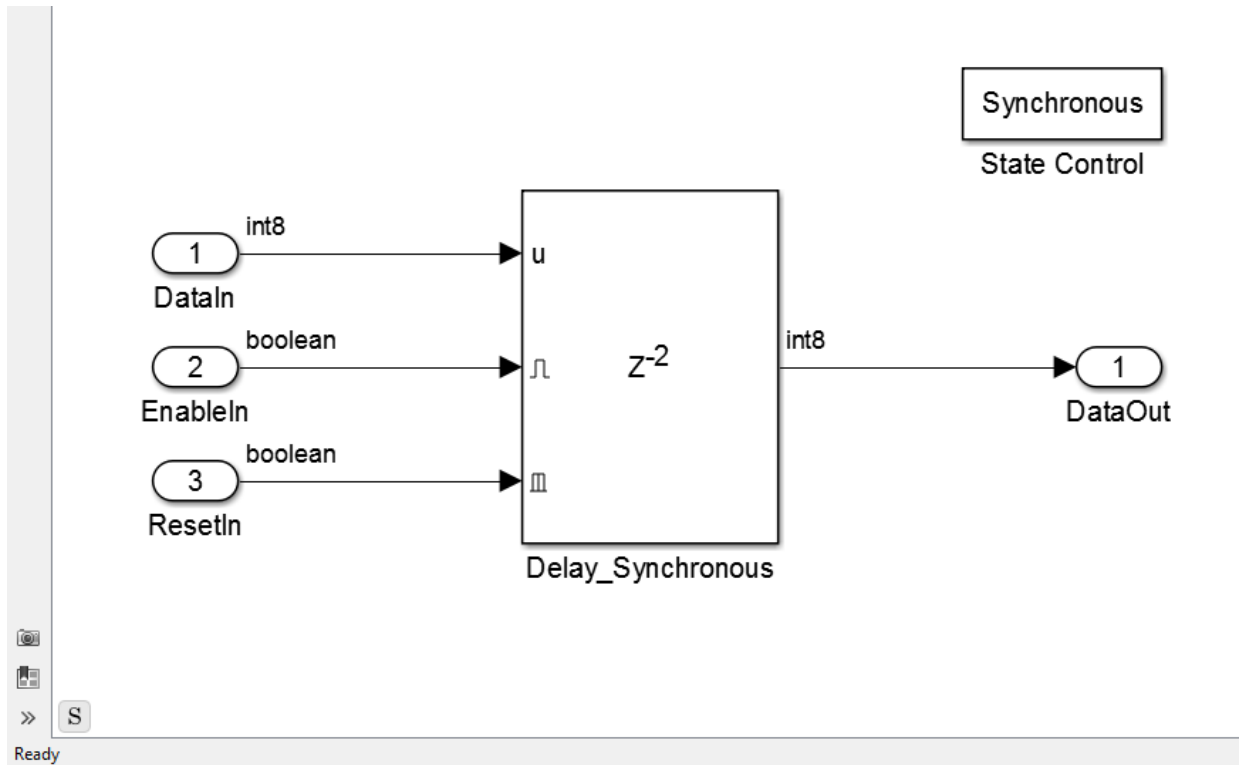 Synchronous
State Control
int8
1
DataIn
u
boolean
2
EnableIn
Z-2
int8
1
DataOut
boolean
3
ResetIn
Delay_Synchronous
S
Ready